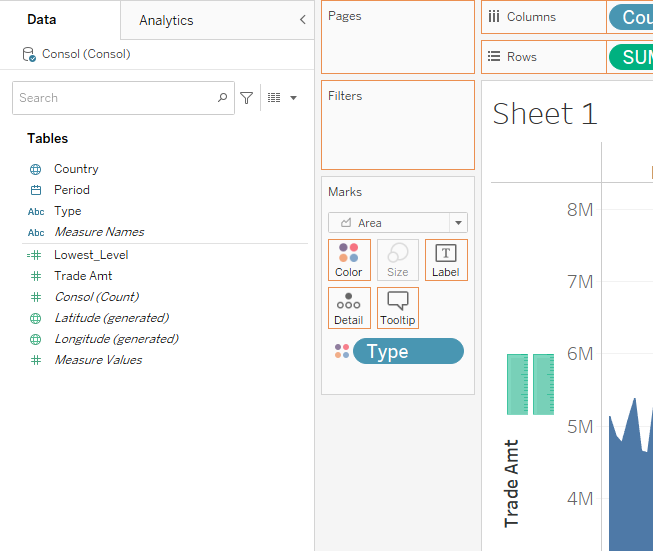 Data
Analytics
Consol (Consol)
Search
Tables
Country
Period
Abc Type
Abc Measure Names
Lowest_Level
Trade Amt
Consol (Count)
Latitude (generated)
Longitude (generated)
Measure Values
Pages
Filters
Marks
Area
Color
Size
T
Label
Detail
Tooltip
Type
Columns
Cou
Rows
SUM
Sheet 1
8M
7M
6M
5M
4M
Trade Amt